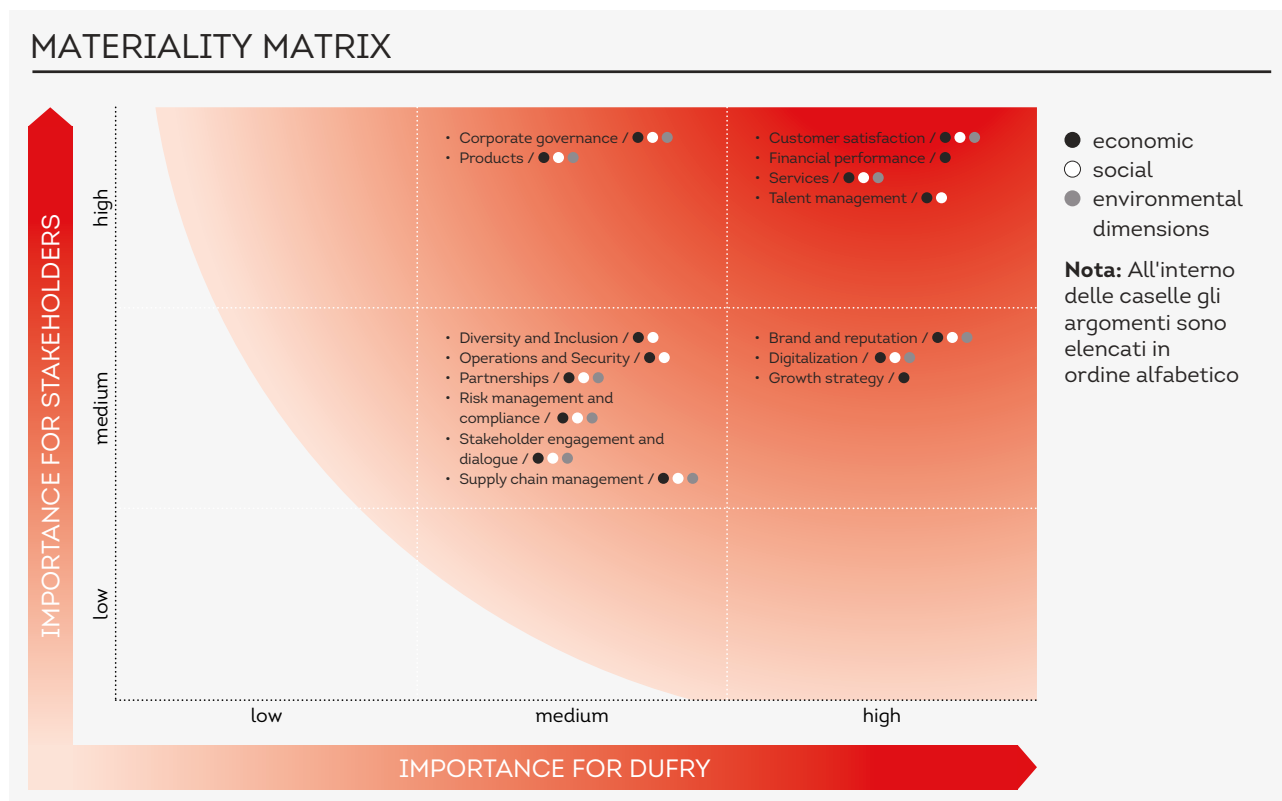 MATERIALITY MATRIX
IMPORTANCE FOR STAKEHOLDERS
high
medium
low
• Corporate governance /
• Products /
• Customer satisfaction /
• Financial performance /
• Services /
• Talent management /
• Diversity and Inclusion /
• Operations and Security /
• Partnerships /
• Risk management and
compliance /
• Stakeholder engagement and
dialogue /
• Supply chain management /
• Brand and reputation /
• Digitalization /
• Growth strategy /
low
medium
high
IMPORTANCE FOR DUFRY
economic
social
environmental
dimensions
Nota: All'interno
delle caselle gli
argomenti sono
elencati in
ordine alfabetico